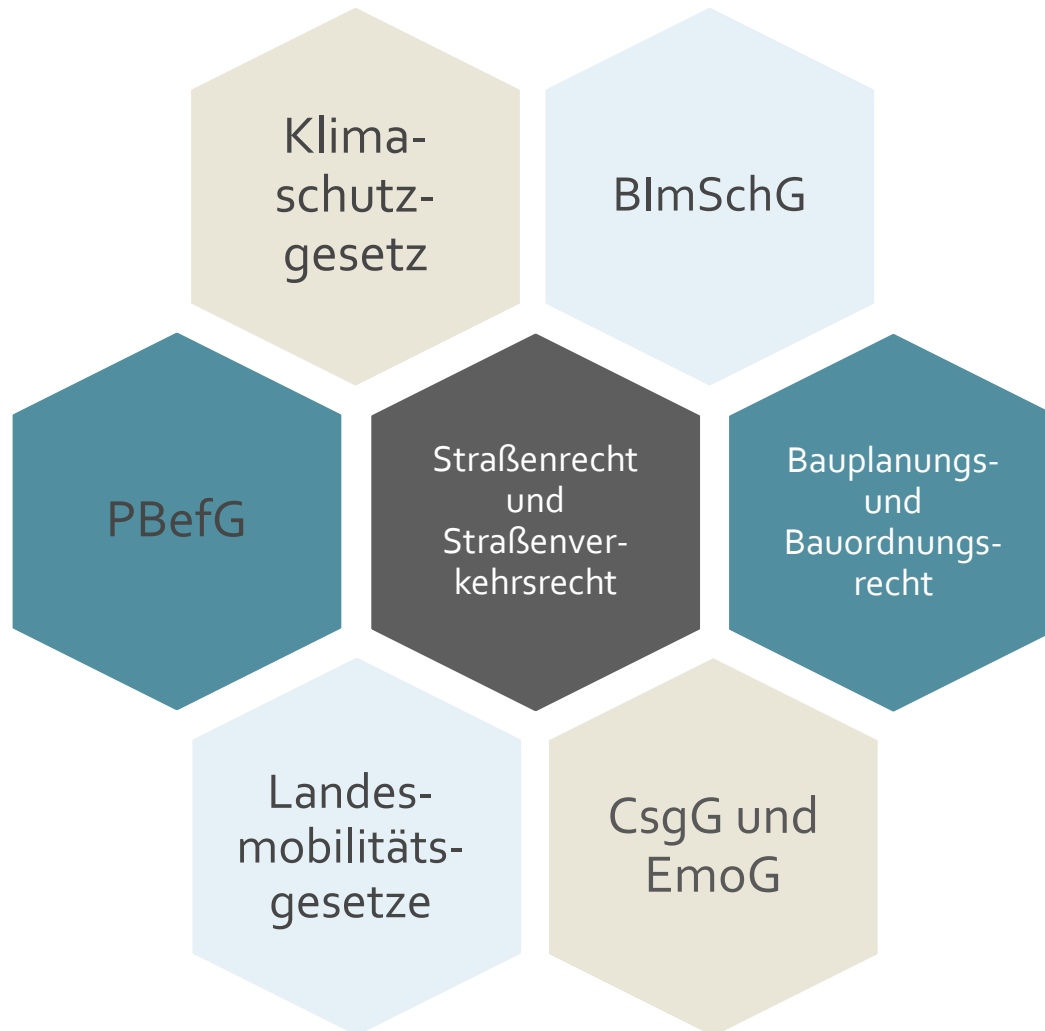 Klima-
schutz-
gesetz
BImSchG
PBefG
Straßenrecht
und
Straßenver-
kehrsrecht
Bauplanungs-
und
Bauordnungs-
recht
Landes-
mobilitäts-
gesetze
CsgG und
EmoG